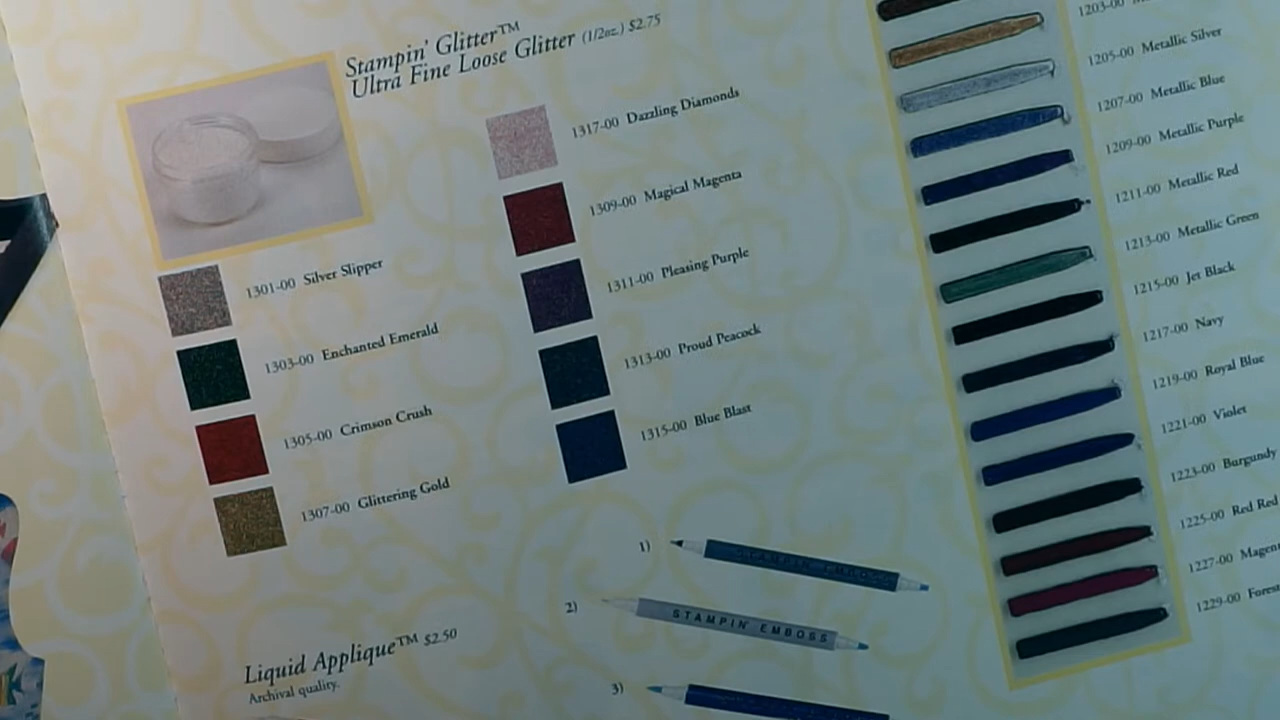 Stampin' Glitter™
Ultra Fine Loose Glitter (1/2oz.) $2.75
1301-00 Silver Slipper
1303-00 Enchanted Emerald
1305-00 Crimson Crush
1307-00 Glittering Gold
1317-00 Dazzling Diamonds
1309-00 Magical Magenta
1311-00 Pleasing Purple
1313-00 Proud Peacock
1315-00 Blue Blast
Liquid Applique™ $2.50
Archival quality.
1)
2)
STAMPIN' EMBOSS
3)
1203-00
1205-00 Metallic Silver
1207-00 Metallic Blue
1209-00 Metallic Purple
1211-00 Metallic Red
1213-00 Metallic Green
1215-00 Jet Black
1217-00 Navy
1219-00 Royal Blue
1221-00 Violet
1223-00 Burgundy
1225-00 Red Red
1227-00 Magen
1229-00 Forest